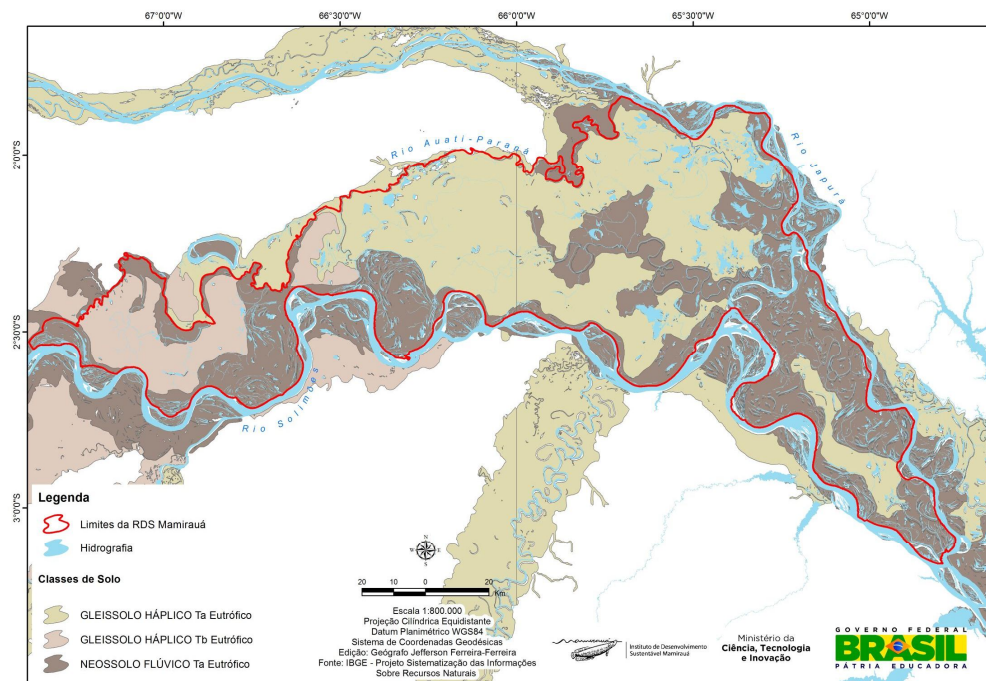 67°0'0"W 66°30'0"W 66°0'0"W 65°30'0"W 65°0'0"W
2°0'0"S
2°30'0"S
3°0'0"S
Rio Auati-Paraná
Rio Japurá
Rio Solimões
Legenda
Limites da RDS Mamirauá
Hidrografia
Classes de Solo
GLEISSOLO HÁPLICO Ta Eutrófico
GLEISSOLO HÁPLICO Tb Eutrófico
NEOSSOLO FLÚVICO Ta Eutrófico
N
W E
S
20 10 0 20
Km
Escala 1:800.000
Projeção Cilíndrica Equidistante
Datum Planimétrico WGS84
Sistema de Coordenadas Geodésicas
Edição: Geógrafo Jefferson Ferreira-Ferreira
Fonte: IBGE - Projeto Sistematização das Informações
Sobre Recursos Naturais
Mamirauá
Instituto de Desenvolvimento
Sustentável Mamirauá
Ministério da
Ciência, Tecnologia
e Inovação
GOVERNO FEDERAL
BRASIL
PÁTRIA EDUCADORA